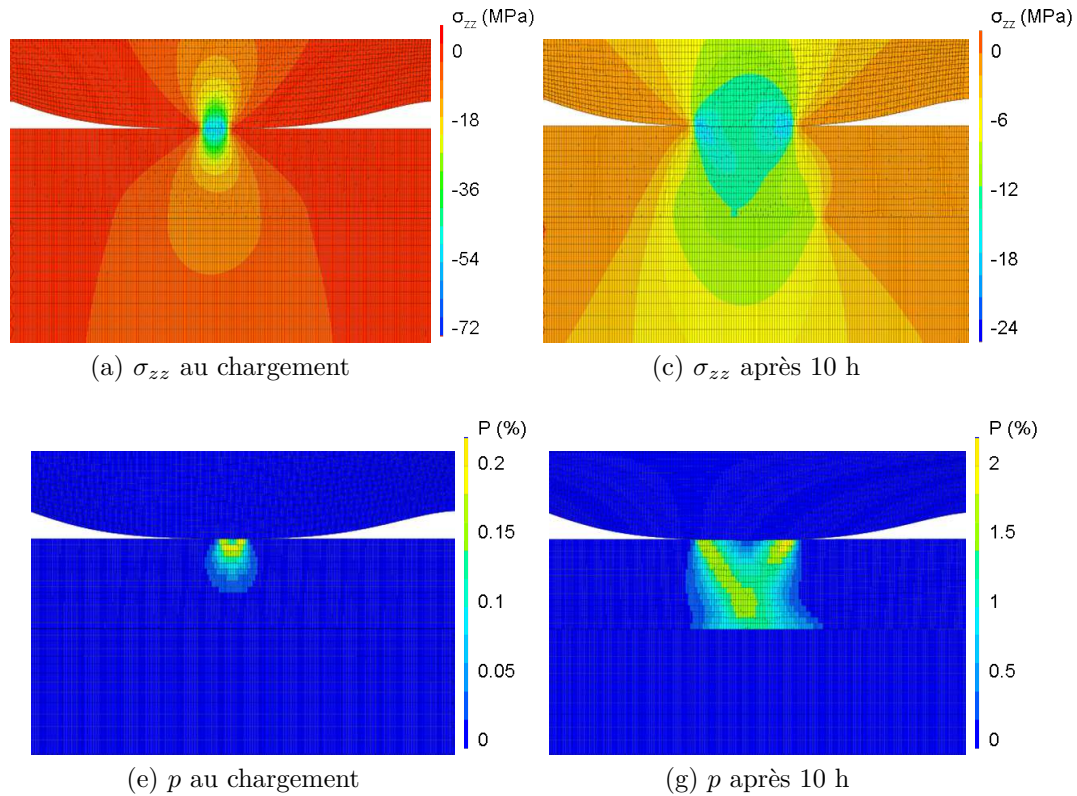 σzz (MPa)
0
-18
-36
-54
-72
(a) σzz au chargement
σzz (MPa)
0
-6
-12
-18
-24
(c) σzz après 10 h
P (%)
0.2
0.15
0.1
0.05
0
(e) p au chargement
P (%)
2
1.5
1
0.5
0
(g) p après 10 h